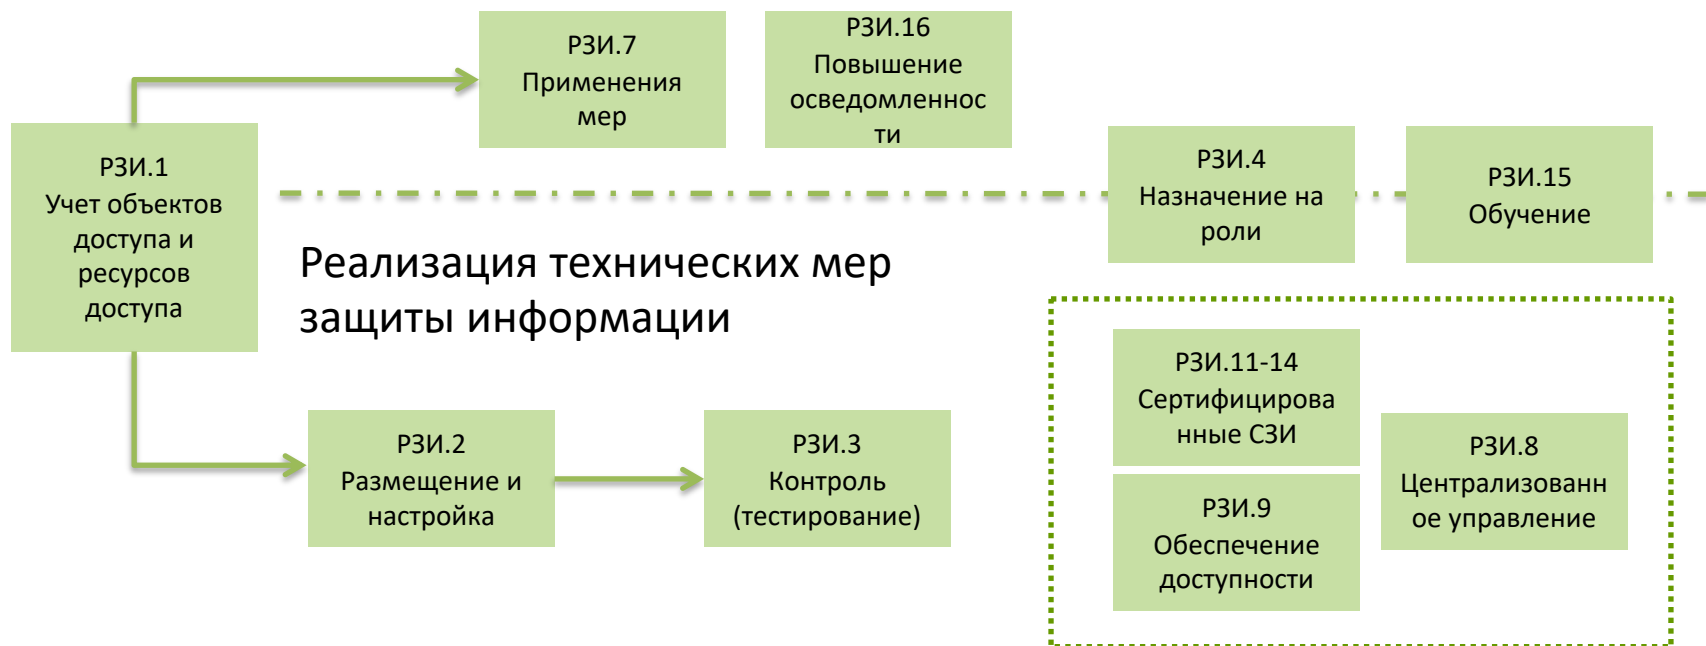 РЗИ.7
Применения
мер
РЗИ.16
Повышение
осведомленнос
ти
РЗИ.1
Учет объектов
доступа и
ресурсов
доступа
РЗИ.4
Назначение на
роли
РЗИ.15
Обучение
Реализация технических мер
защиты информации
РЗИ.2
Размещение и
настройка
РЗИ.3
Контроль
(тестирование)
РЗИ.11-14
Сертифицирова
нные СЗИ
РЗИ.9
Обеспечение
доступности
РЗИ.8
Централизованн
ое управление